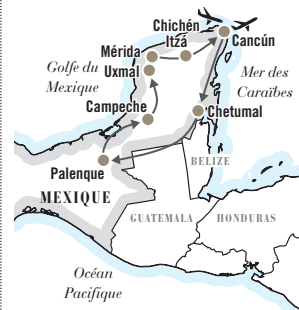 Chichén
Itzá
Cancún
Mérida
Uxmal
Golfe du
Mexique
Mer des
Caraïbes
Campeche
Chetumal
BELIZE
Palenque
MEXIQUE
GUATEMALA
HONDURAS
Océan
Pacifique